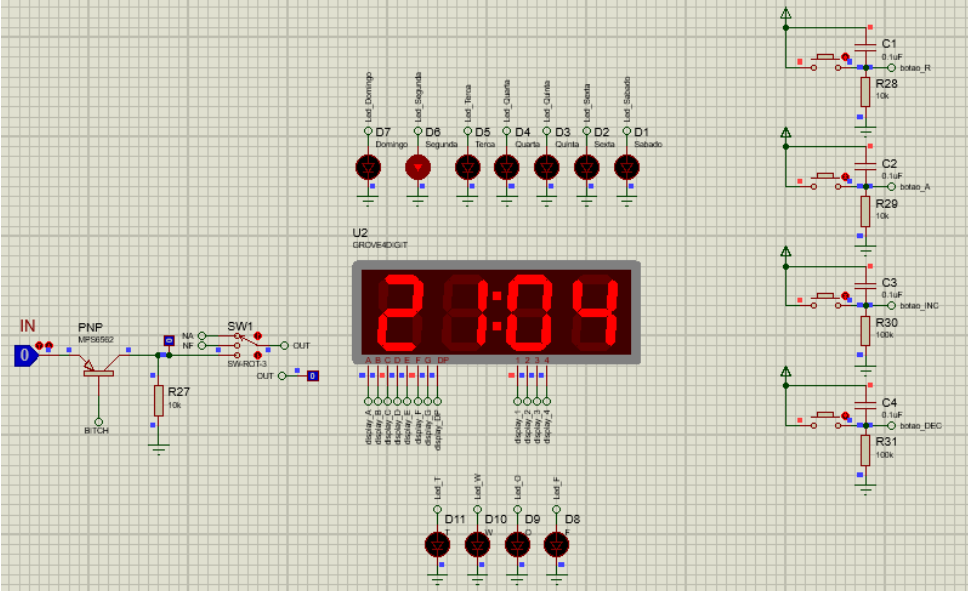 C1
0.1uF
botao_R
R28
10k
C2
0.1uF
botao_A
R29
10k
C3
0.1uF
botao_INC
R30
100k
C4
0.1uF
botao_DEC
R31
100k
Led_Domingo
Led_Segunda
Led_Terca
Led_Quarta
Led_Quinta
Led_Sexta
Led_Sabado
D7
Domingo
D6
Segunda
D5
Terca
D4
Quarta
D3
Quinta
D2
Sexta
D1
Sabado
U2
GROVE4DIGIT
21:04
A B C D E F G DP
1 2 3 4
display_A
display_B
display_C
display_D
display_E
display_F
display_G
display_DP
display_1
display_2
display_3
display_4
IN
0
PNP
MPS6562
BITCH
R27
10k
0
NA
NF
SW1
SW-ROT-3
OUT
OUT
0
Led_T
Led_W
Led_O
Led_F
D11
T
D10
W
D9
O
D8
F